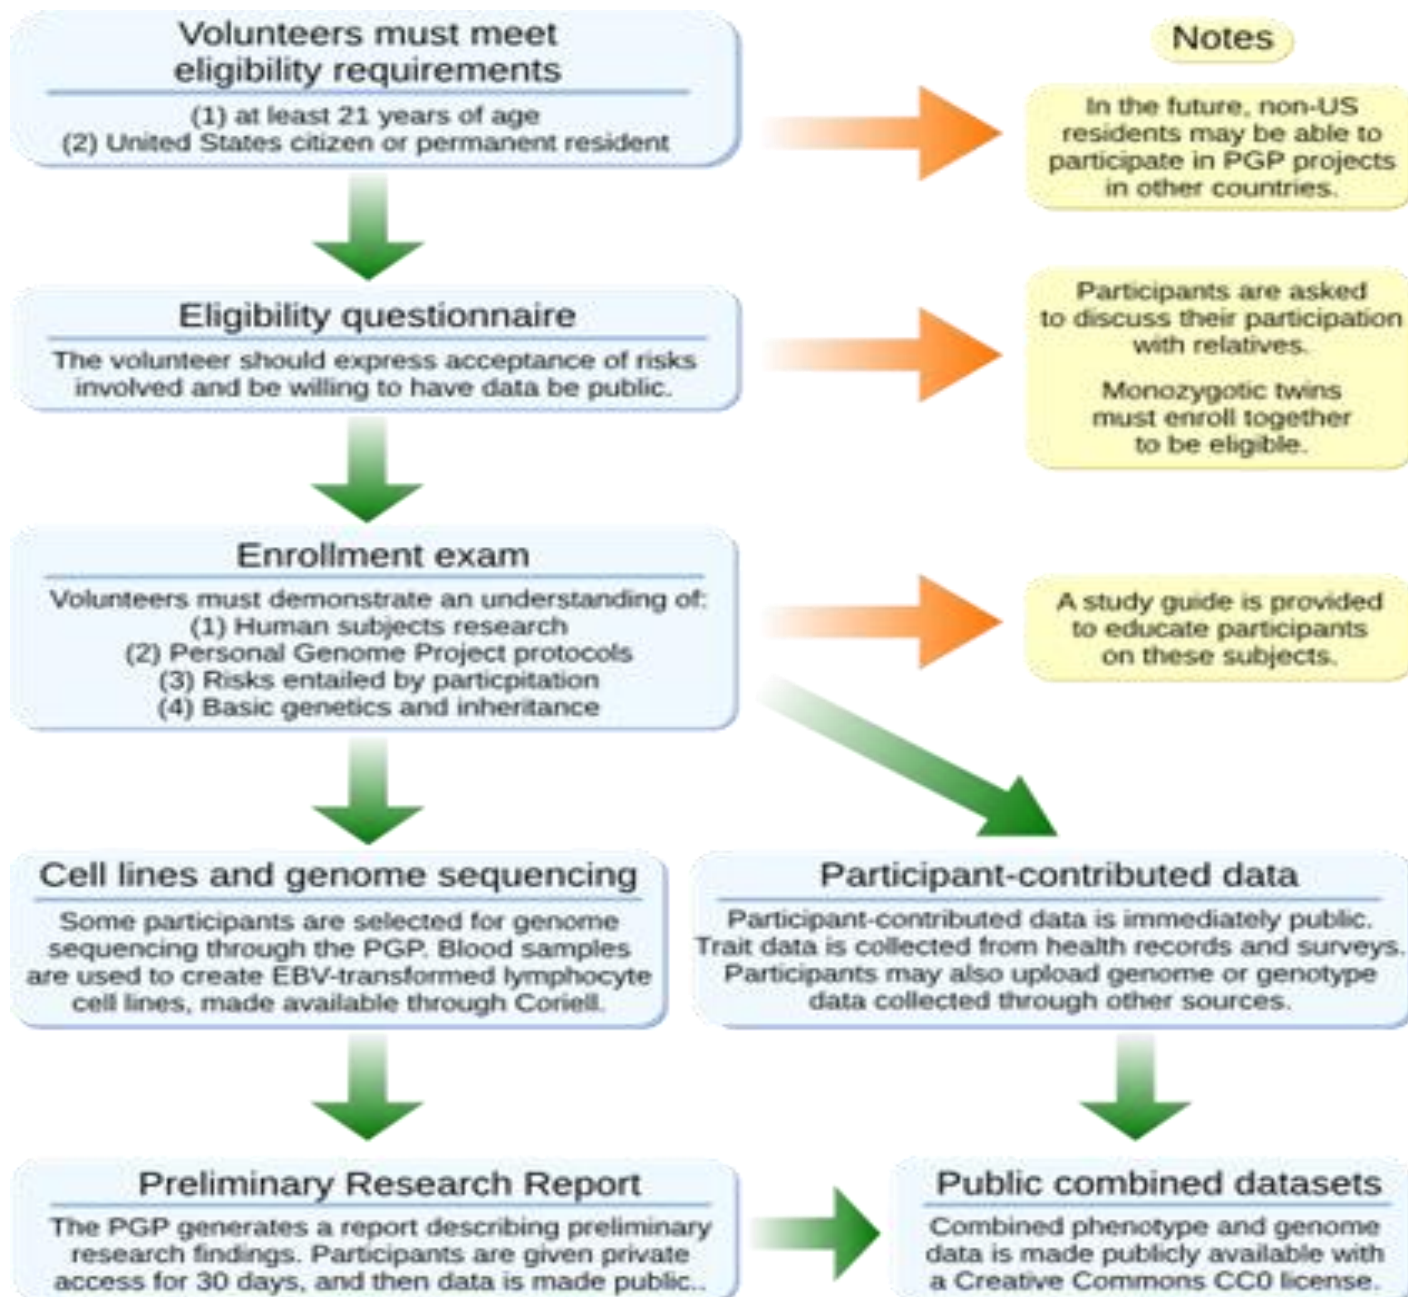 Volunteers must meet
eligibility requirements
(1) at least 21 years of age
(2) United States citizen or permanent resident
Notes
In the future, non-US
residents may be able to
participate in PGP projects
in other countries.
Eligibility questionnaire
The volunteer should express acceptance of risks
involved and be willing to have data be public.
Participants are asked
to discuss their participation
with relatives.
Monozygotic twins
must enroll together
to be eligible.
Enrollment exam
Volunteers must demonstrate an understanding of:
(1) Human subjects research
(2) Personal Genome Project protocols
(3) Risks entailed by particpitation
(4) Basic genetics and inheritance
A study guide is provided
to educate participants
on these subjects.
Cell lines and genome sequencing
Some participants are selected for genome
sequencing through the PGP. Blood samples
are used to create EBV-transformed lymphocyte
cell lines, made available through Coriell.
Participant-contributed data
Participant-contributed data is immediately public.
Trait data is collected from health records and surveys.
Participants may also upload genome or genotype
data collected through other sources.
Preliminary Research Report
The PGP generates a report describing preliminary
research findings. Participants are given private
access for 30 days, and then data is made public..
Public combined datasets
Combined phenotype and genome
data is made publicly available with
a Creative Commons CC0 license.